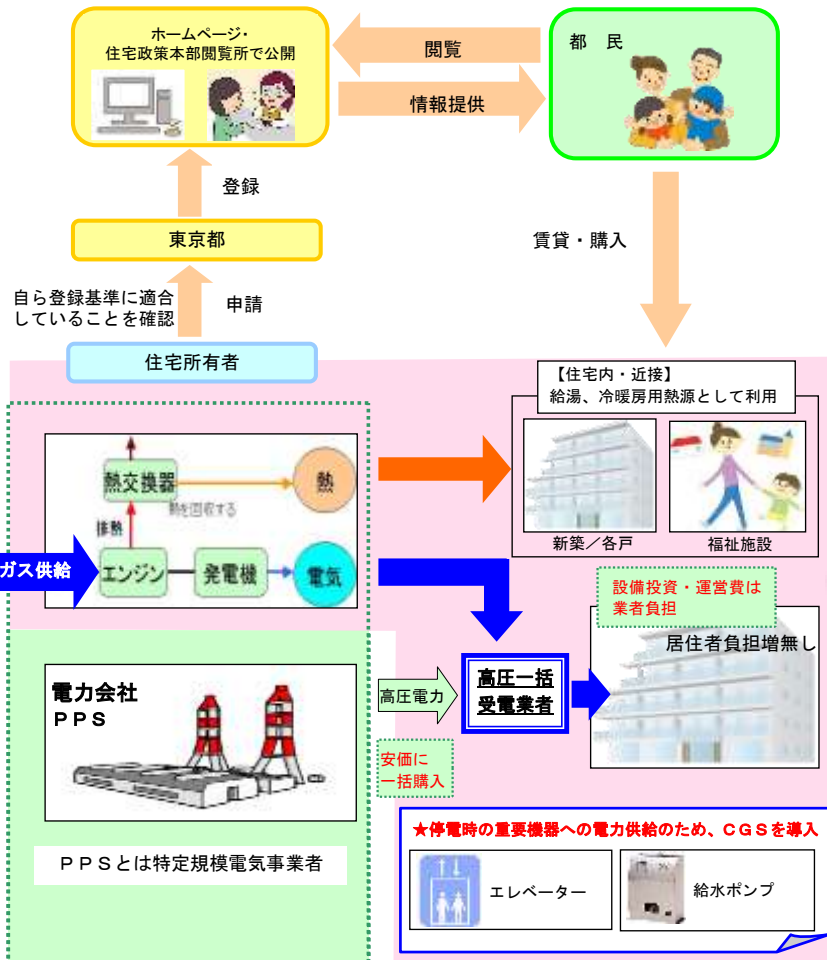 ホームページ・
住宅政策本部閲覧所で公開
閲覧
情報提供
都　民
登録
東京都
賃貸・購入
自ら登録基準に適合
していることを確認
申請
住宅所有者
【住宅内・近接】
給湯、冷暖房用熱源として利用
新築／各戸
福祉施設
熱交換器
熱を回収する
熱
排熱
ガス供給
エンジン
発電機
電気
設備投資・運営費は
業者負担
居住者負担増無し
電力会社
ＰＰＳ
高圧電力
高圧一括
受電業者
安価に
一括購入
ＰＰＳとは特定規模電気事業者
★停電時の重要機器への電力供給のため、ＣＧＳを導入
エレベーター
給水ポンプ